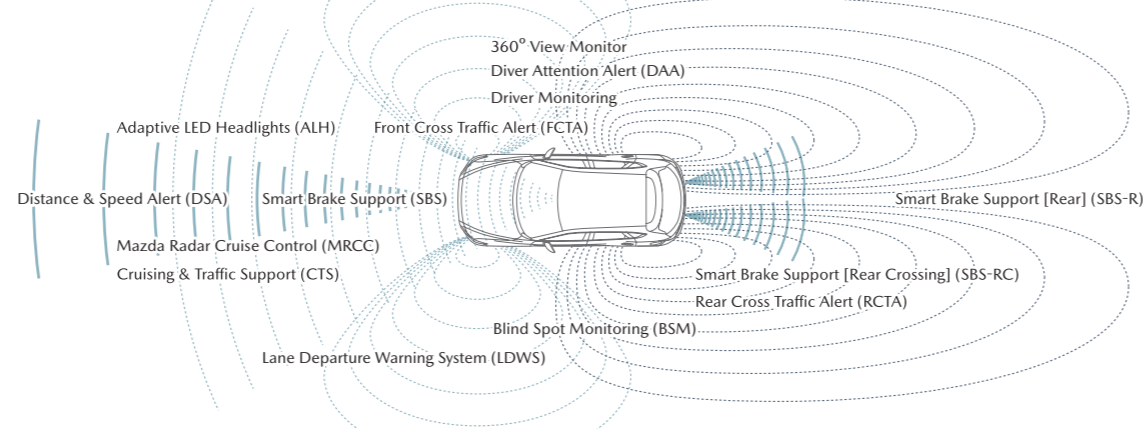 360° View Monitor
Diver Attention Alert (DAA)
Driver Monitoring
Adaptive LED Headlights (ALH)
Front Cross Traffic Alert (FCTA)
Distance & Speed Alert (DSA)
Smart Brake Support (SBS)
Smart Brake Support [Rear] (SBS-R)
Mazda Radar Cruise Control (MRCC)
Cruising & Traffic Support (CTS)
Smart Brake Support [Rear Crossing] (SBS-RC)
Rear Cross Traffic Alert (RCTA)
Blind Spot Monitoring (BSM)
Lane Departure Warning System (LDWS)